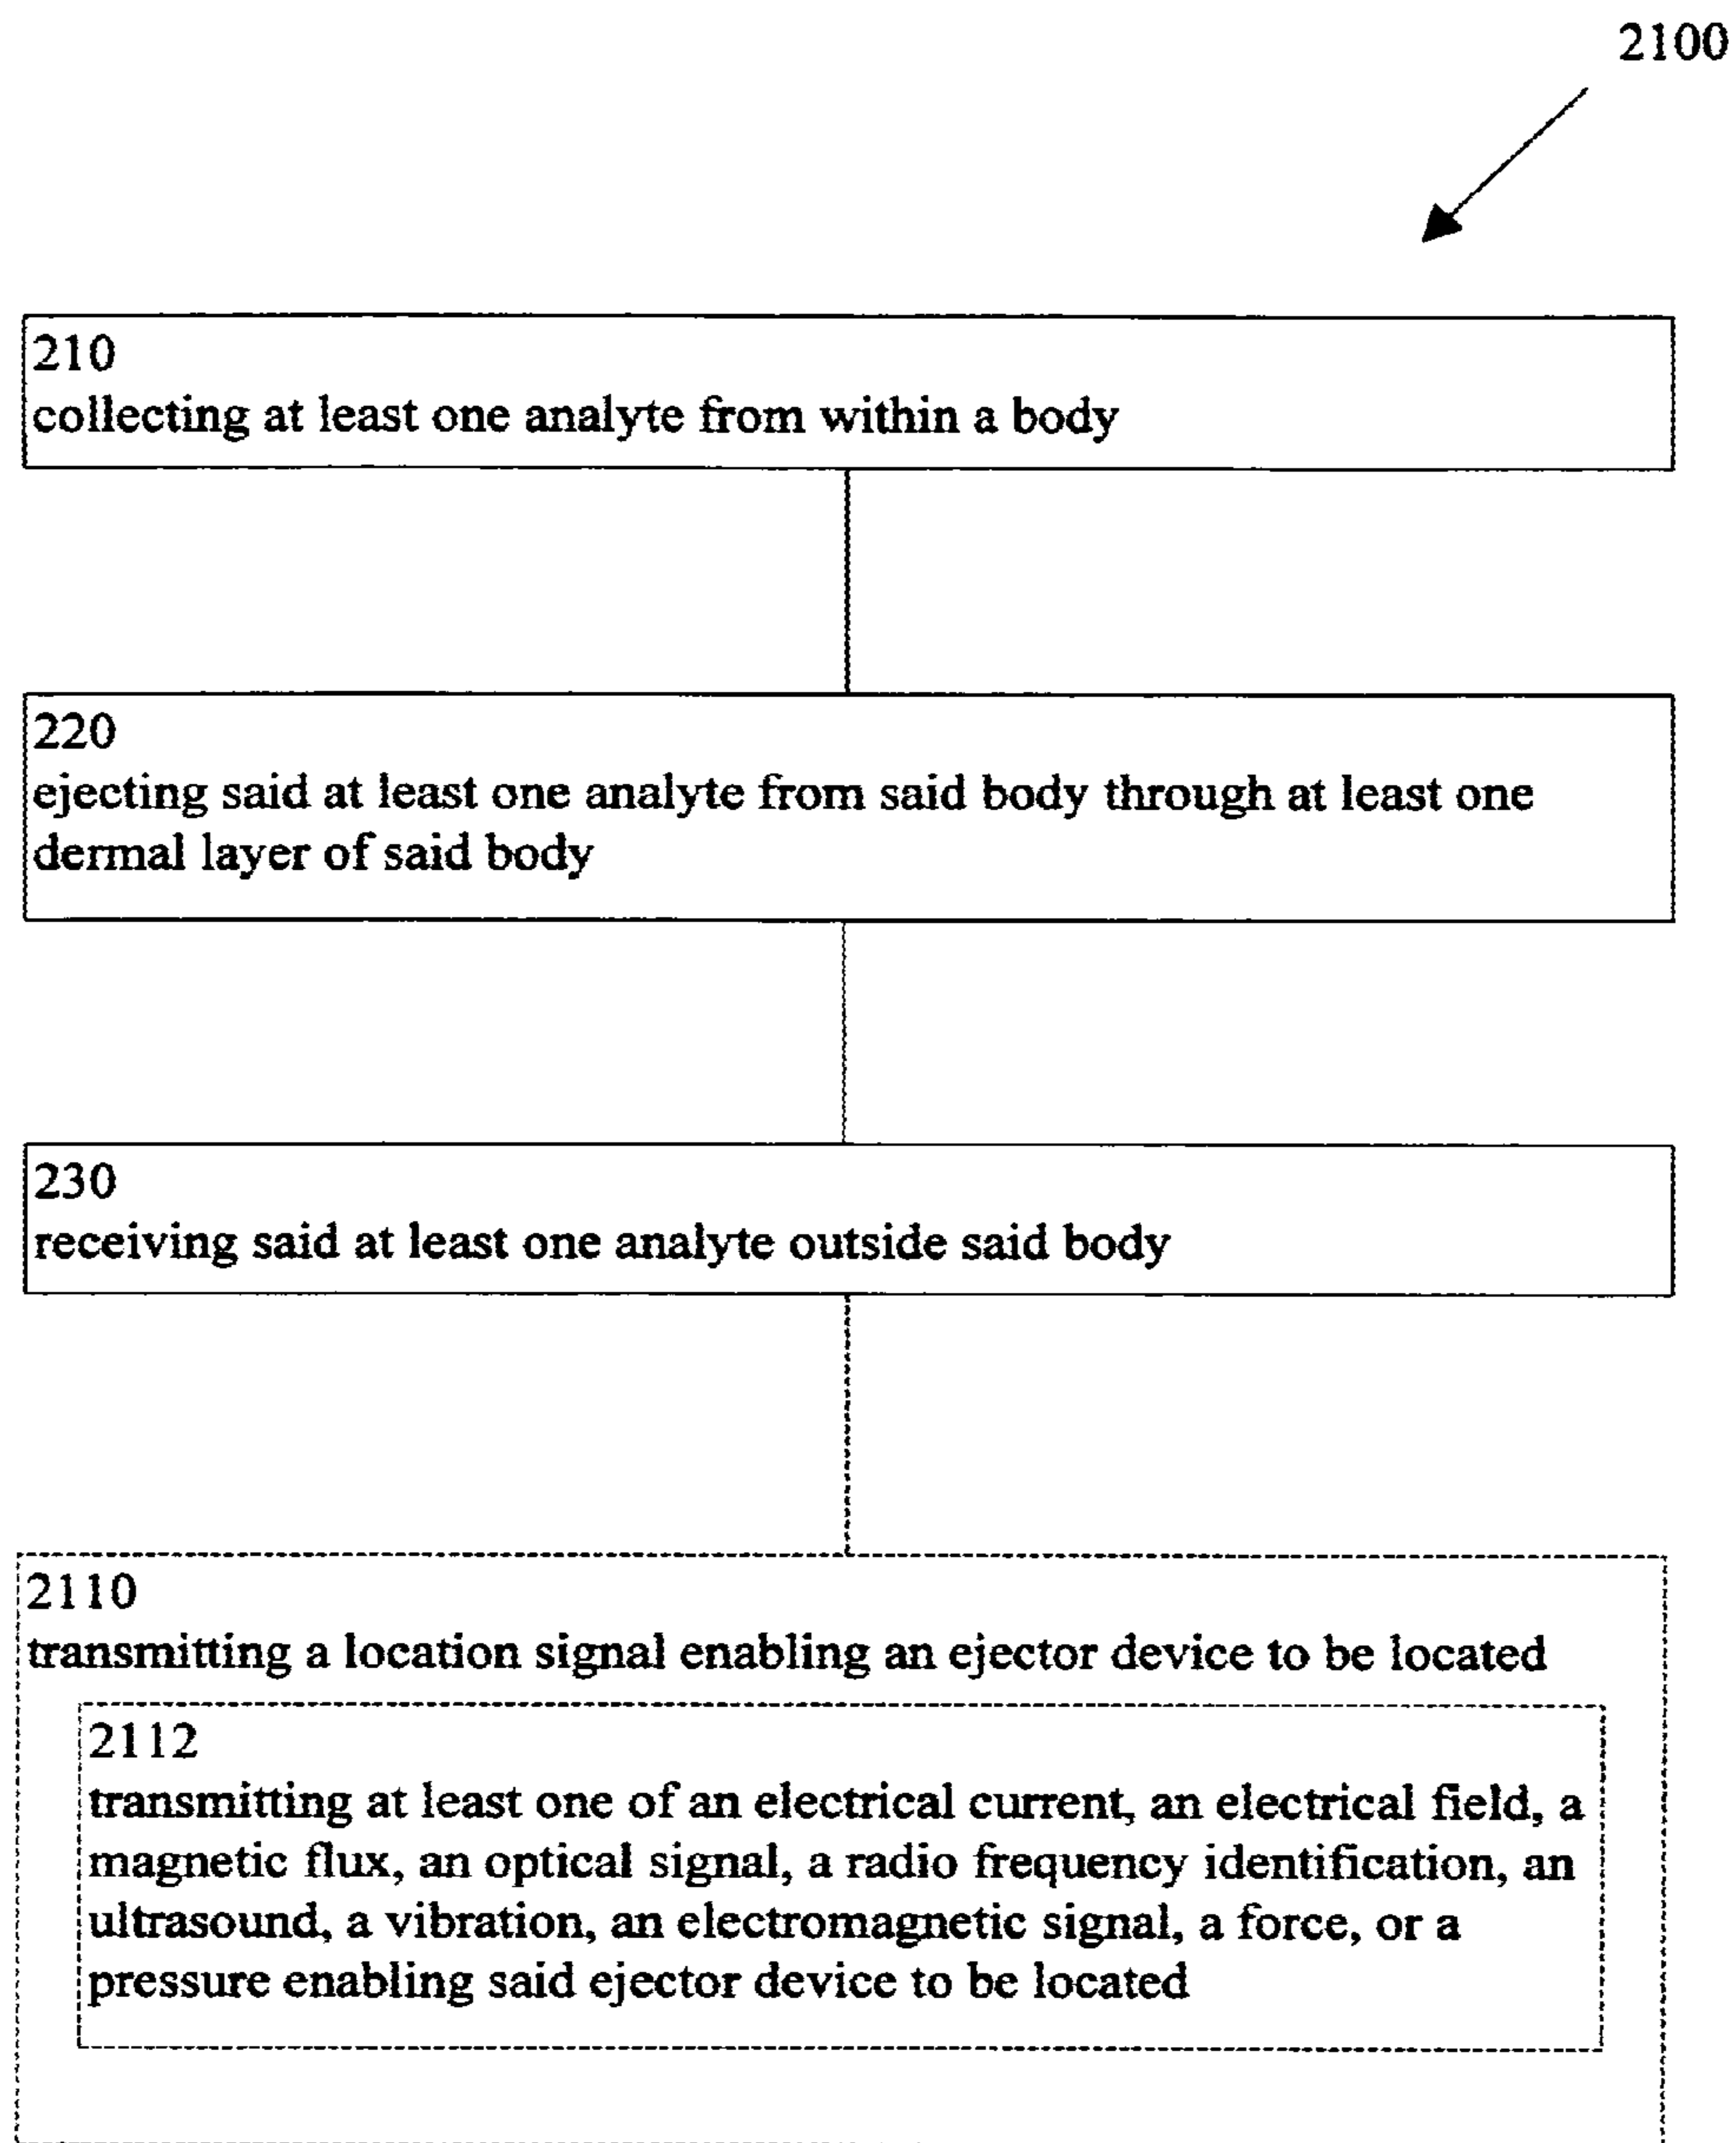 2100
210
collecting at least one analyte from within a body
220
ejecting said at least one analyte from said body through at least one
dermal layer of said body
230
receiving said at least one analyte outside said body
2110
transmitting a location signal enabling an ejector device to be located
2112
transmitting at least one of an electrical current, an electrical field, a
magnetic flux, an optical signal, a radio frequency identification, an
ultrasound, a vibration, an electromagnetic signal, a force, or a
pressure enabling said ejector device to be located